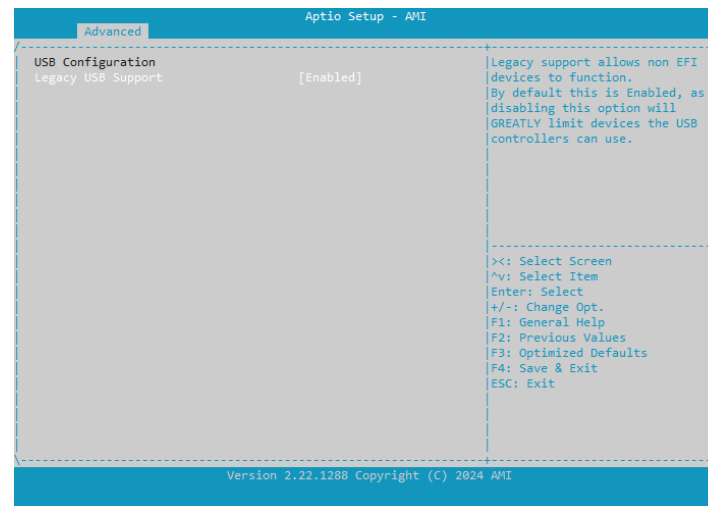 Aptio Setup - AMI
Advanced
USB Configuration
Legacy USB Support [Enabled]
Legacy support allows non EFI
devices to function.
By default this is Enabled, as
disabling this option will
GREATLY limit devices the USB
controllers can use.
><: Select Screen
^v: Select Item
Enter: Select
+/-: Change Opt.
F1: General Help
F2: Previous Values
F3: Optimized Defaults
F4: Save & Exit
ESC: Exit
Version 2.22.1288 Copyright (C) 2024 AMI